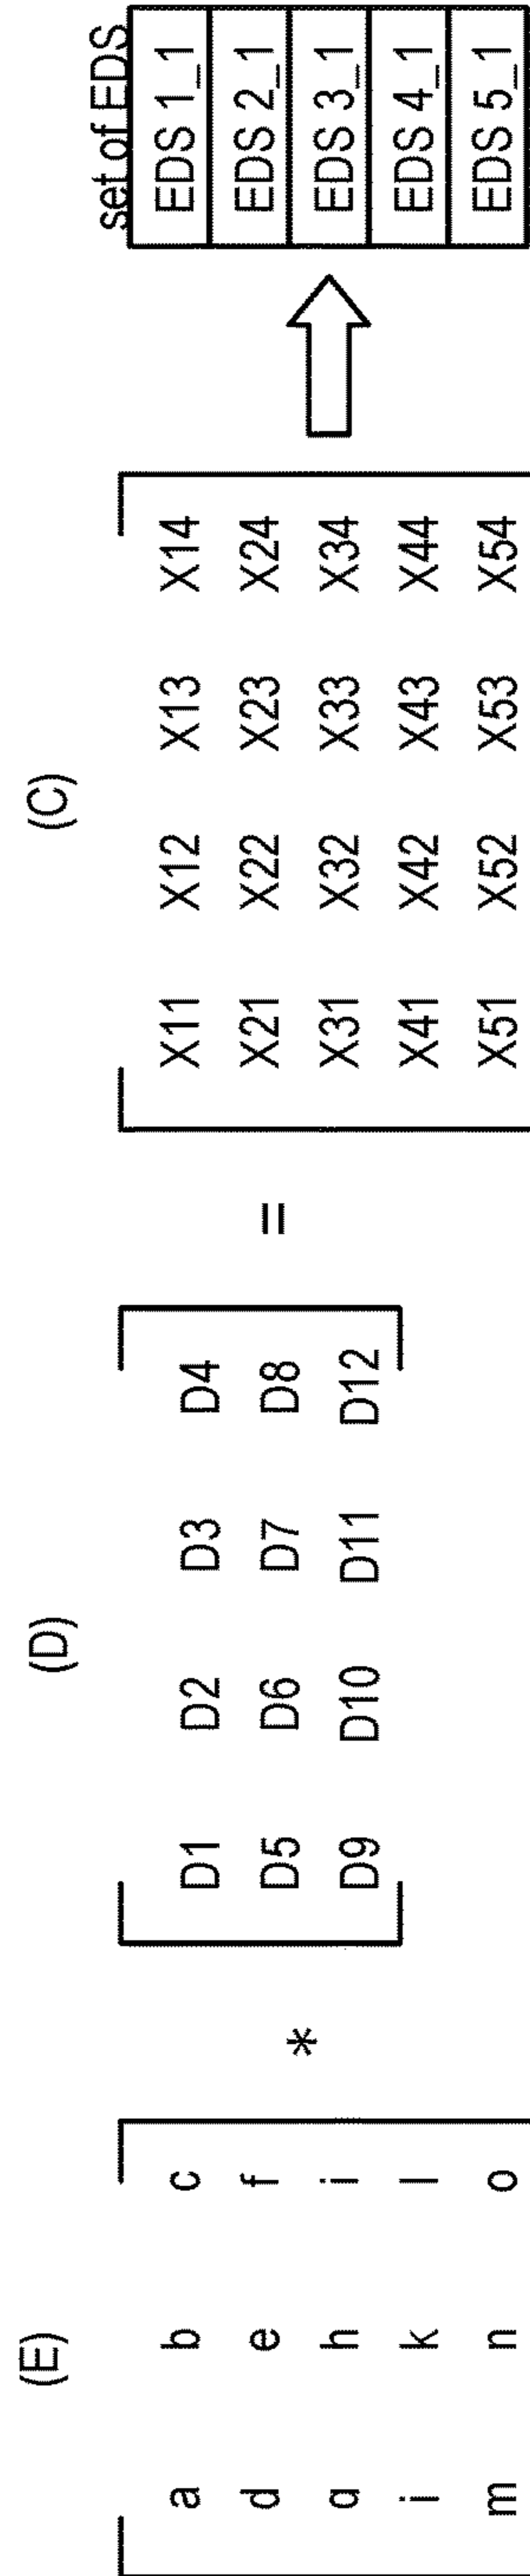 (E) (D) (C) set of EDS
a b c D1 D2 D3 D4 X11 X12 X13 X14 EDS 1_1
d e f * D5 D6 D7 D8 = X21 X22 X23 X24 EDS 2_1
g h i D9 D10 D11 D12 X31 X32 X33 X34 EDS 3_1
j k l X41 X42 X43 X44 EDS 4_1
m n o X51 X52 X53 X54 EDS 5_1